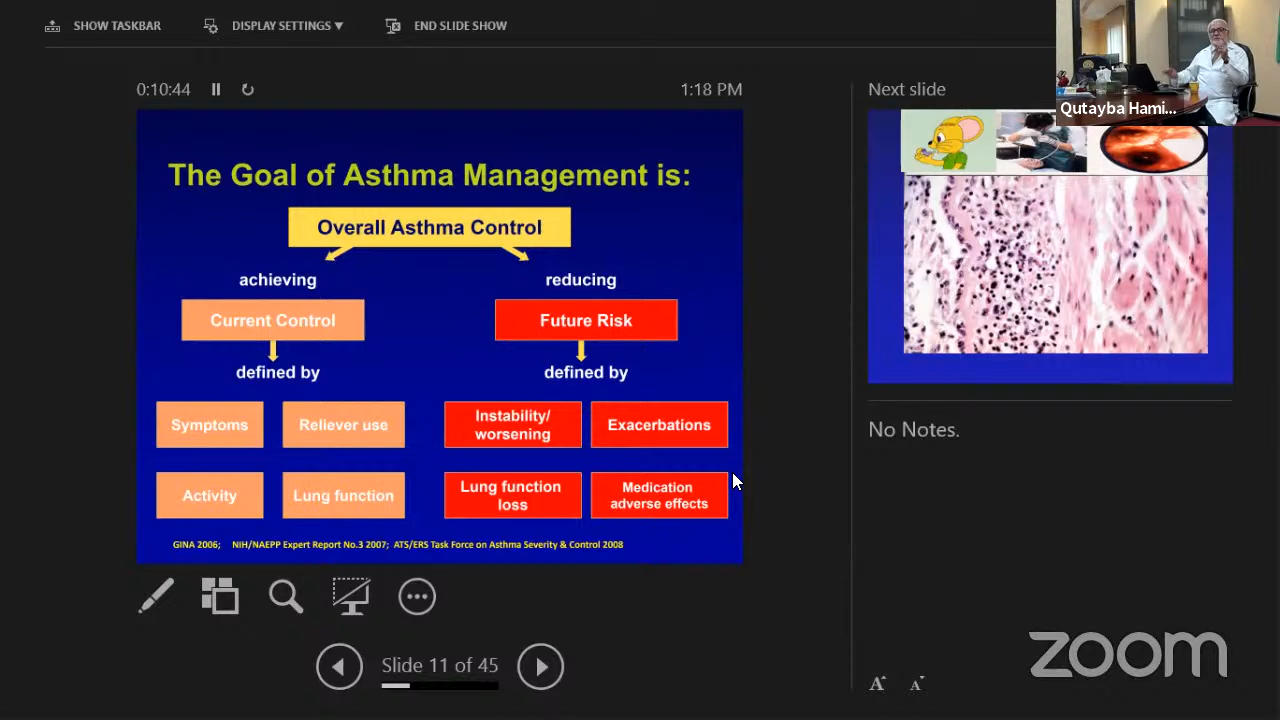 SHOW TASKBAR
DISPLAY SETTINGS ▼
END SLIDE SHOW
0:10:44
1:18 PM
Next slide
Qutayba Hami...
The Goal of Asthma Management is:
Overall Asthma Control
achieving
reducing
Current Control
Future Risk
defined by
defined by
Symptoms
Reliever use
Instability/
worsening
Exacerbations
Activity
Lung function
Lung function
loss
Medication
adverse effects
GINA 2006; NIH/NAEPP Expert Report No.3 2007; ATS/ERS Task Force on Asthma Severity & Control 2008
No Notes.
Slide 11 of 45
zoom
A
A